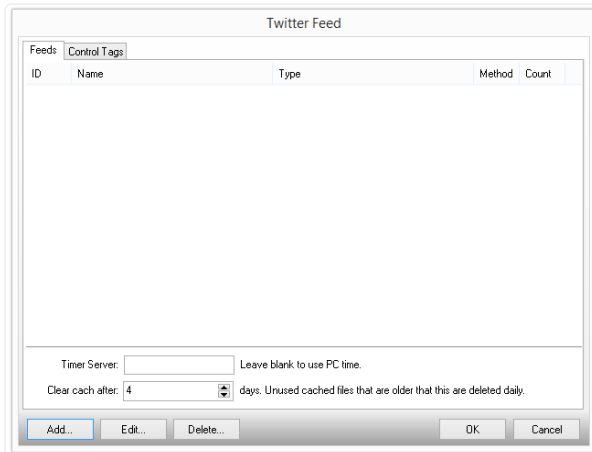 Twitter Feed
Feeds Control Tags
ID Name Type Method Count
Timer Server: Leave blank to use PC time.
Clear cach after: 4 days. Unused cached files that are older that this are deleted daily.
Add... Edit... Delete... OK Cancel